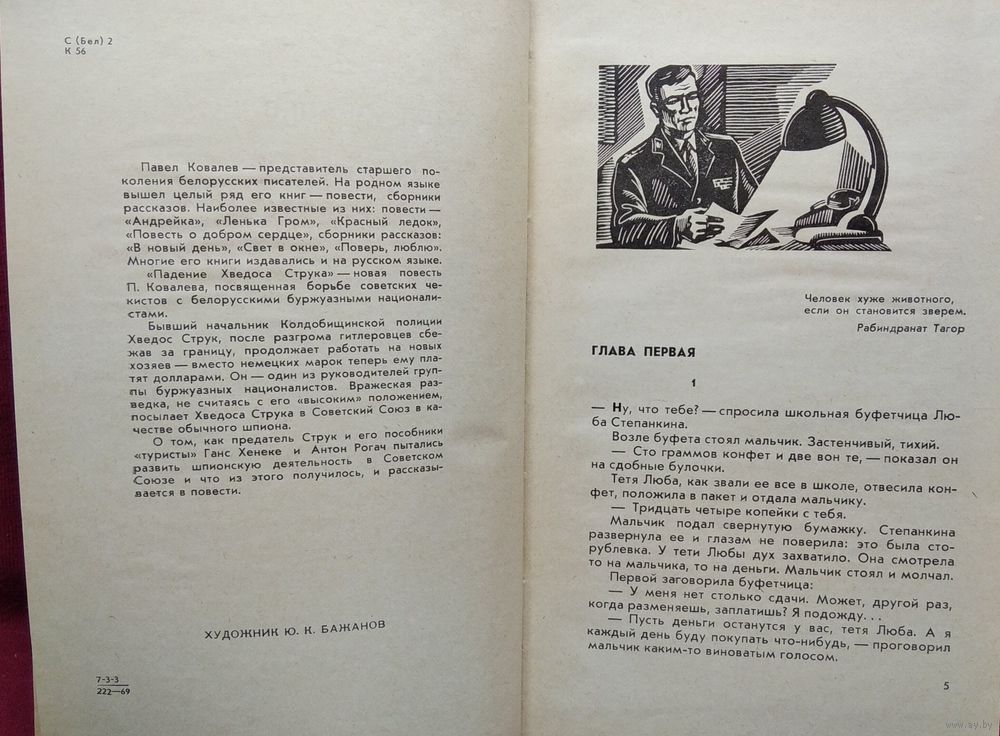 С (Бел) 2
К 56
Павел Ковалев — представитель старшего по-
коления белорусских писателей. На родном языке
вышел целый ряд его книг — повести, сборники
рассказов. Наиболее известные из них: повести —
«Андрейка», «Ленька Гром», «Красный ледок»,
«Повесть о добром сердце», сборники рассказов:
«В новый день», «Свет в окне», «Поверь, люблю».
Многие его книги издавались и на русском языке.
«Падение Хведоса Струка» — новая повесть
П. Ковалева, посвященная борьбе советских че-
кистов с белорусскими буржуазными национали-
стами.
Бывший начальник Колдобищинской полиции
Хведос Струк, после разгрома гитлеровцев сбе-
жав за границу, продолжает работать на новых
хозяев — вместо немецких марок теперь ему пла-
тят долларами. Он — один из руководителей груп-
пы буржуазных националистов. Вражеская раз-
ведка, не считаясь с его «высоким» положением,
посылает Хведоса Струка в Советский Союз в ка-
честве обычного шпиона.
О том, как предатель Струк и его пособники
«туристы» Ганс Хенеке и Антон Рогач пытались
развить шпионскую деятельность в Советском
Союзе и что из этого получилось, и рассказы-
вается в повести.
ХУДОЖНИК Ю. К. БАЖАНОВ
7-3-3
222—69
Человек хуже животного,
если он становится зверем.
Рабиндранат Тагор
ГЛАВА ПЕРВАЯ
1
— Ну, что тебе? — спросила школьная буфетчица Лю-
ба Степанкина.
Возле буфета стоял мальчик. Застенчивый, тихий.
— Сто граммов конфет и две вон те, — показал он
на сдобные булочки.
Тетя Люба, как звали ее все в школе, отвесила кон-
фет, положила в пакет и отдала мальчику.
— Тридцать четыре копейки с тебя.
Мальчик подал свернутую бумажку. Степанкина
развернула ее и глазам не поверила: это была сто-
рублевка. У тети Любы дух захватило. Она смотрела
то на мальчика, то на деньги. Мальчик стоял и молчал.
Первой заговорила буфетчица:
— У меня нет столько сдачи. Может, другой раз,
когда разменяешь, заплатишь? Я подожду...
— Пусть деньги останутся у вас, тетя Люба. А я
каждый день буду покупать что-нибудь, — проговорил
мальчик каким-то виноватым голосом.
5
www.ay.by